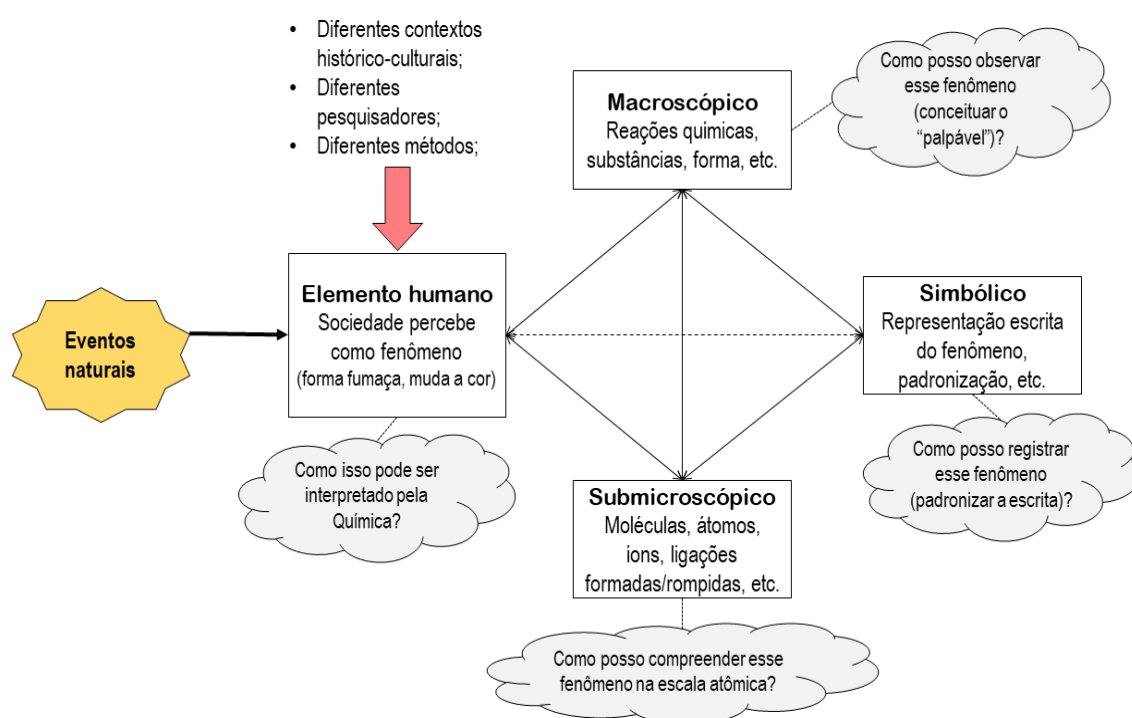 • Diferentes contextos
histórico-culturais;
• Diferentes
pesquisadores;
• Diferentes métodos;
Macroscópico
Reações químicas,
substâncias, forma, etc.
Como posso observar
esse fenômeno
(conceituar o
“palpável”)?
Eventos
naturais
Elemento humano
Sociedade percebe
como fenômeno
(forma fumaça, muda a cor)
Simbólico
Representação escrita
do fenômeno,
padronização, etc.
Como isso pode ser
interpretado pela
Química?
Submicroscópico
Moléculas, átomos,
ions, ligações
formadas/rompidas, etc.
Como posso registrar
esse fenômeno
(padronizar a escrita)?
Como posso compreender esse
fenômeno na escala atômica?